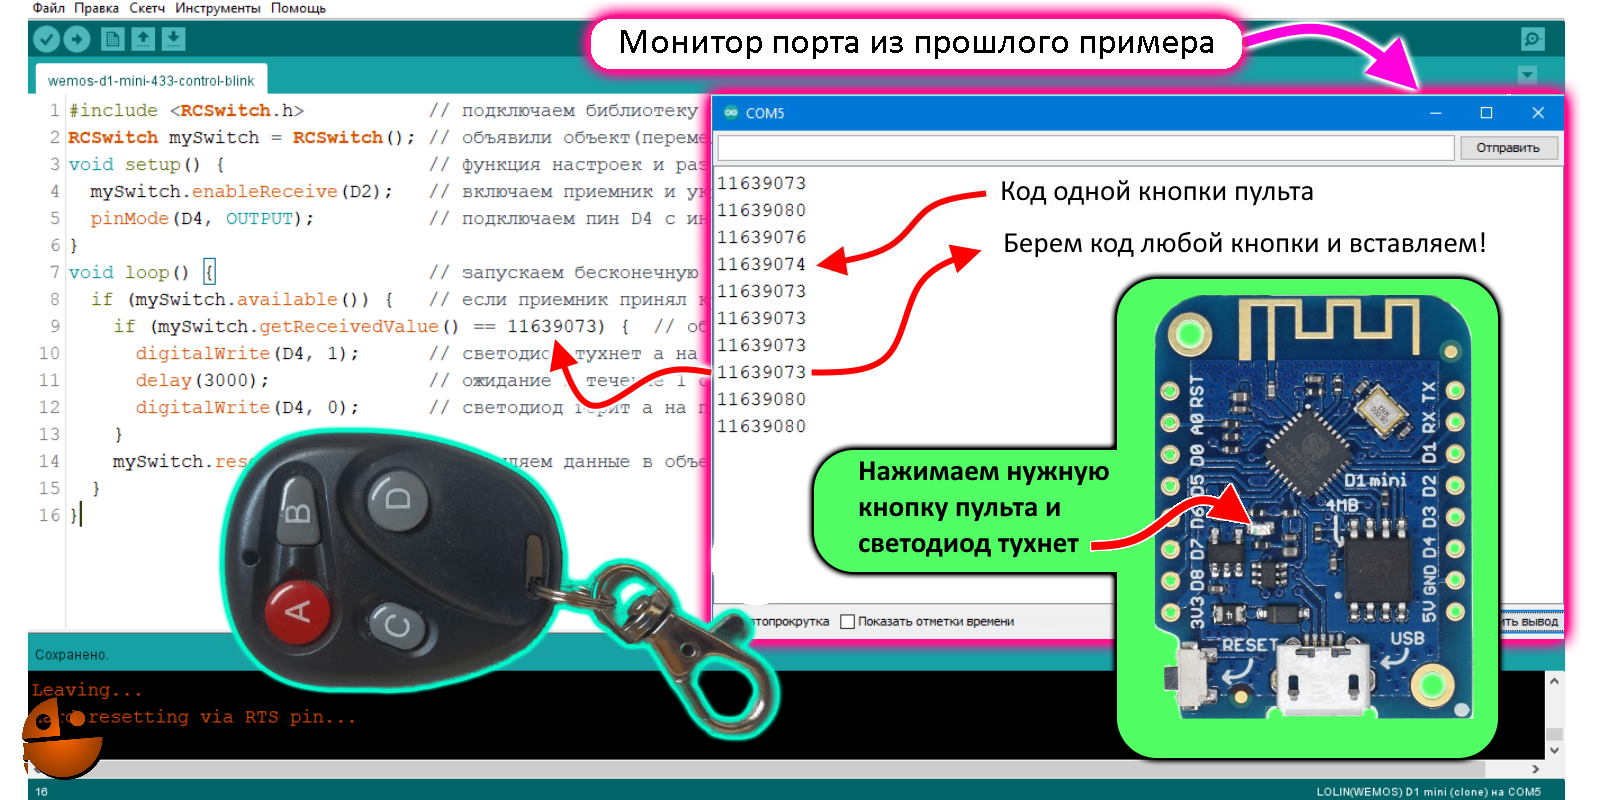 Файл Правка Скетч Инструменты Помощь
Монитор порта из прошлого примера
wemos-d1-mini-433-control-blink
1 #include <RCSwitch.h> // подключаем библиотеку
2 RCSwitch mySwitch = RCSwitch(); // объявили объект(переме
3 void setup() { // функция настроек и раз
4 mySwitch.enableReceive(D2); // включаем приемник и ук
5 pinMode(D4, OUTPUT); // подключаем пин D4 с ин
6 }
7 void loop() { // запускаем бесконечную
8 if (mySwitch.available()) { // если приемник принял к
9 if (mySwitch.getReceivedValue() == 11639073) { // об
10 digitalWrite(D4, 1); // светодиод тухнет а на
11 delay(3000); // ожидание в течение 1 с
12 digitalWrite(D4, 0); // светодиод горит а на п
13 }
14 mySwitch.res ляем данные в объе
15 }
16 }
COM5
Отправить
11639073
11639080
11639076
11639074
11639073
11639073
11639073
11639073
11639080
11639080
Код одной кнопки пульта
Берем код любой кнопки и вставляем!
Нажимаем нужную
кнопку пульта и
светодиод тухнет
топрокрутка Показать отметки времени
ть вывод
RST A0 D0 D5 D6 D7 D8 3V3
TX RX D1 D2 D3 D4 GND 5V
D1 mini
4MB
RESET
USB
A
B
C
D
Сохранено.
Leaving...
resetting via RTS pin...
16
LOLIN(WEMOS) D1 mini (clone) на COM5